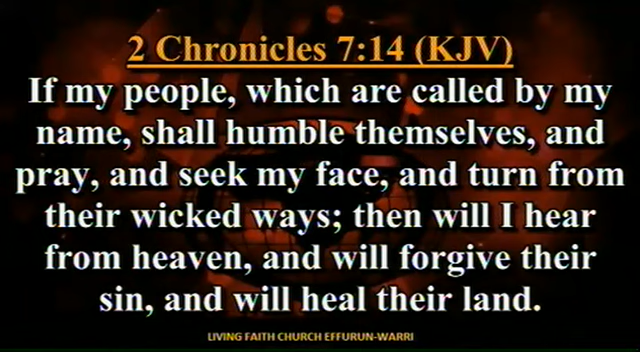 2 Chronicles 7:14 (KJV)
If my people, which are called by my
name, shall humble themselves, and
pray, and seek my face, and turn from
their wicked ways; then will I hear
from heaven, and will forgive their
sin, and will heal their land.
LIVING FAITH CHURCH EFFURUN-WARRI